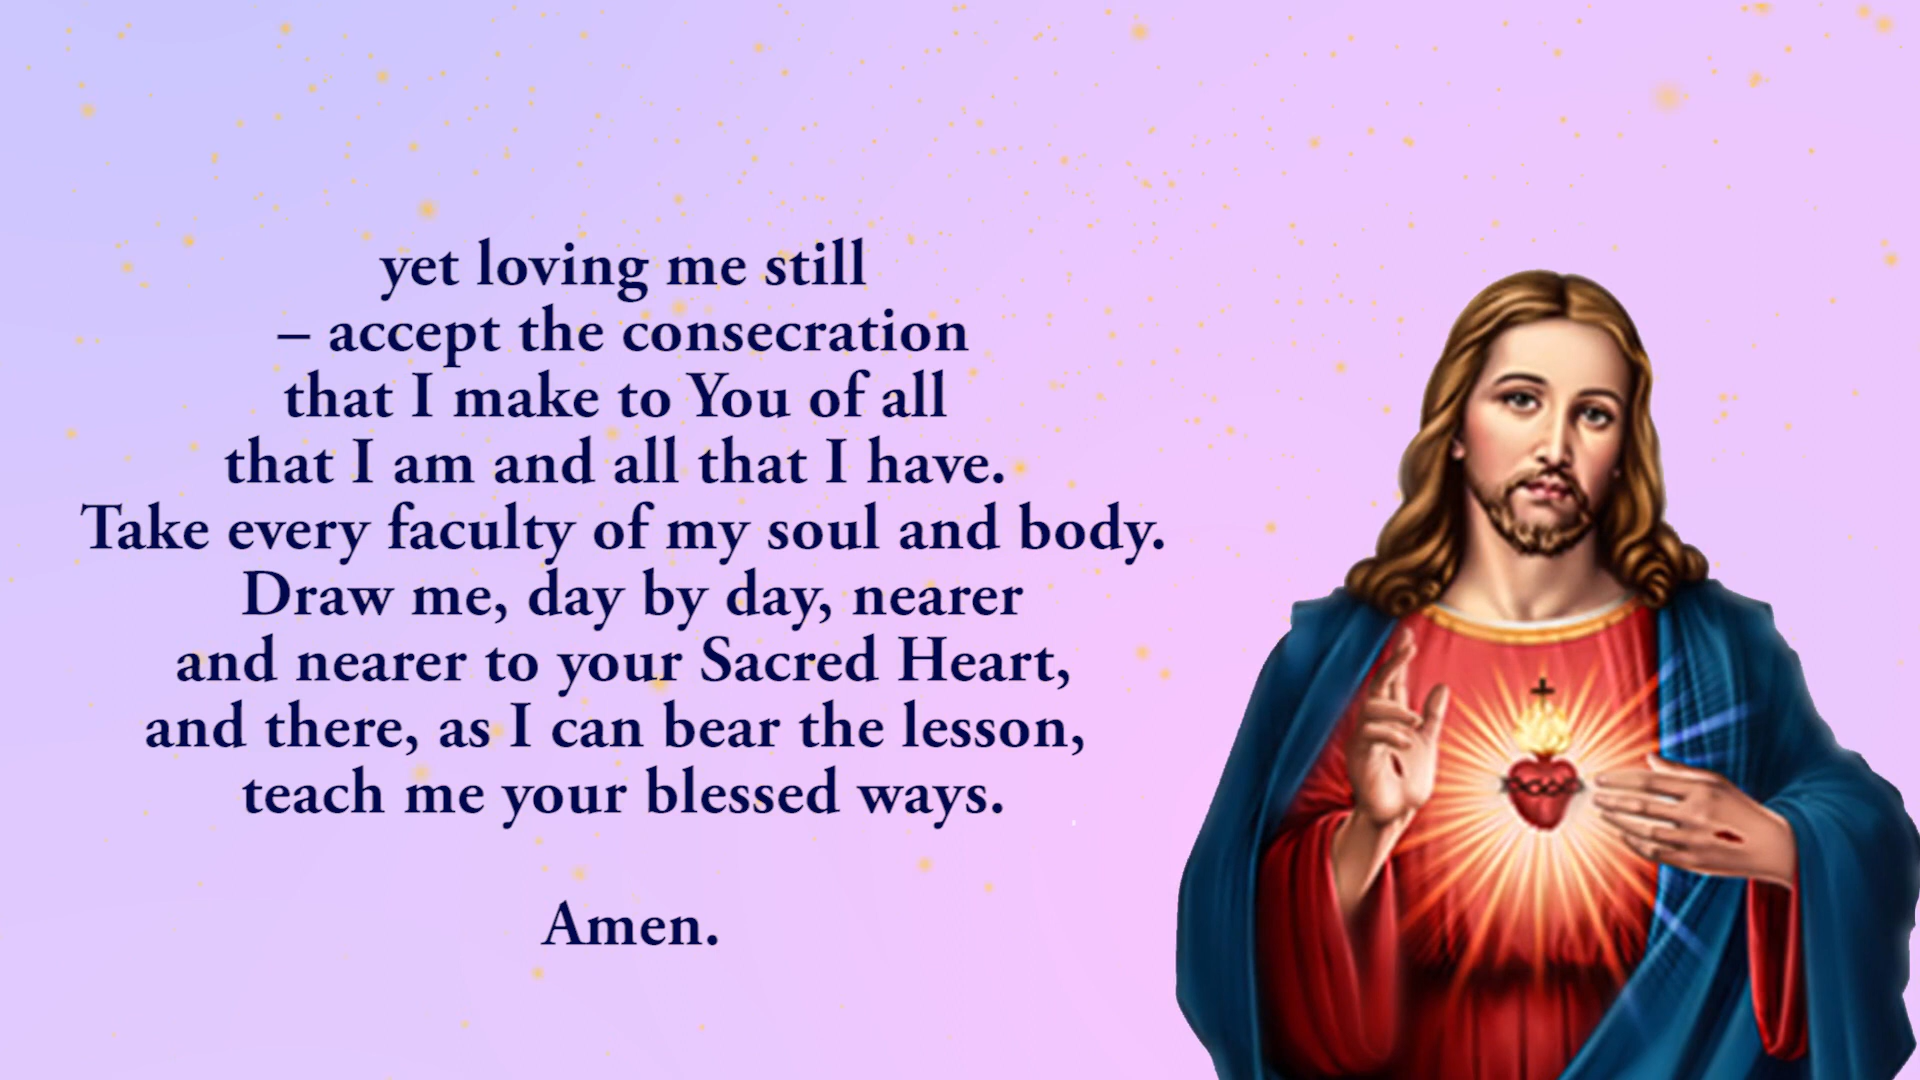 yet loving me still
– accept the consecration
that I make to You of all
that I am and all that I have.
Take every faculty of my soul and body.
Draw me, day by day, nearer
and nearer to your Sacred Heart,
and there, as I can bear the lesson,
teach me your blessed ways.
Amen.